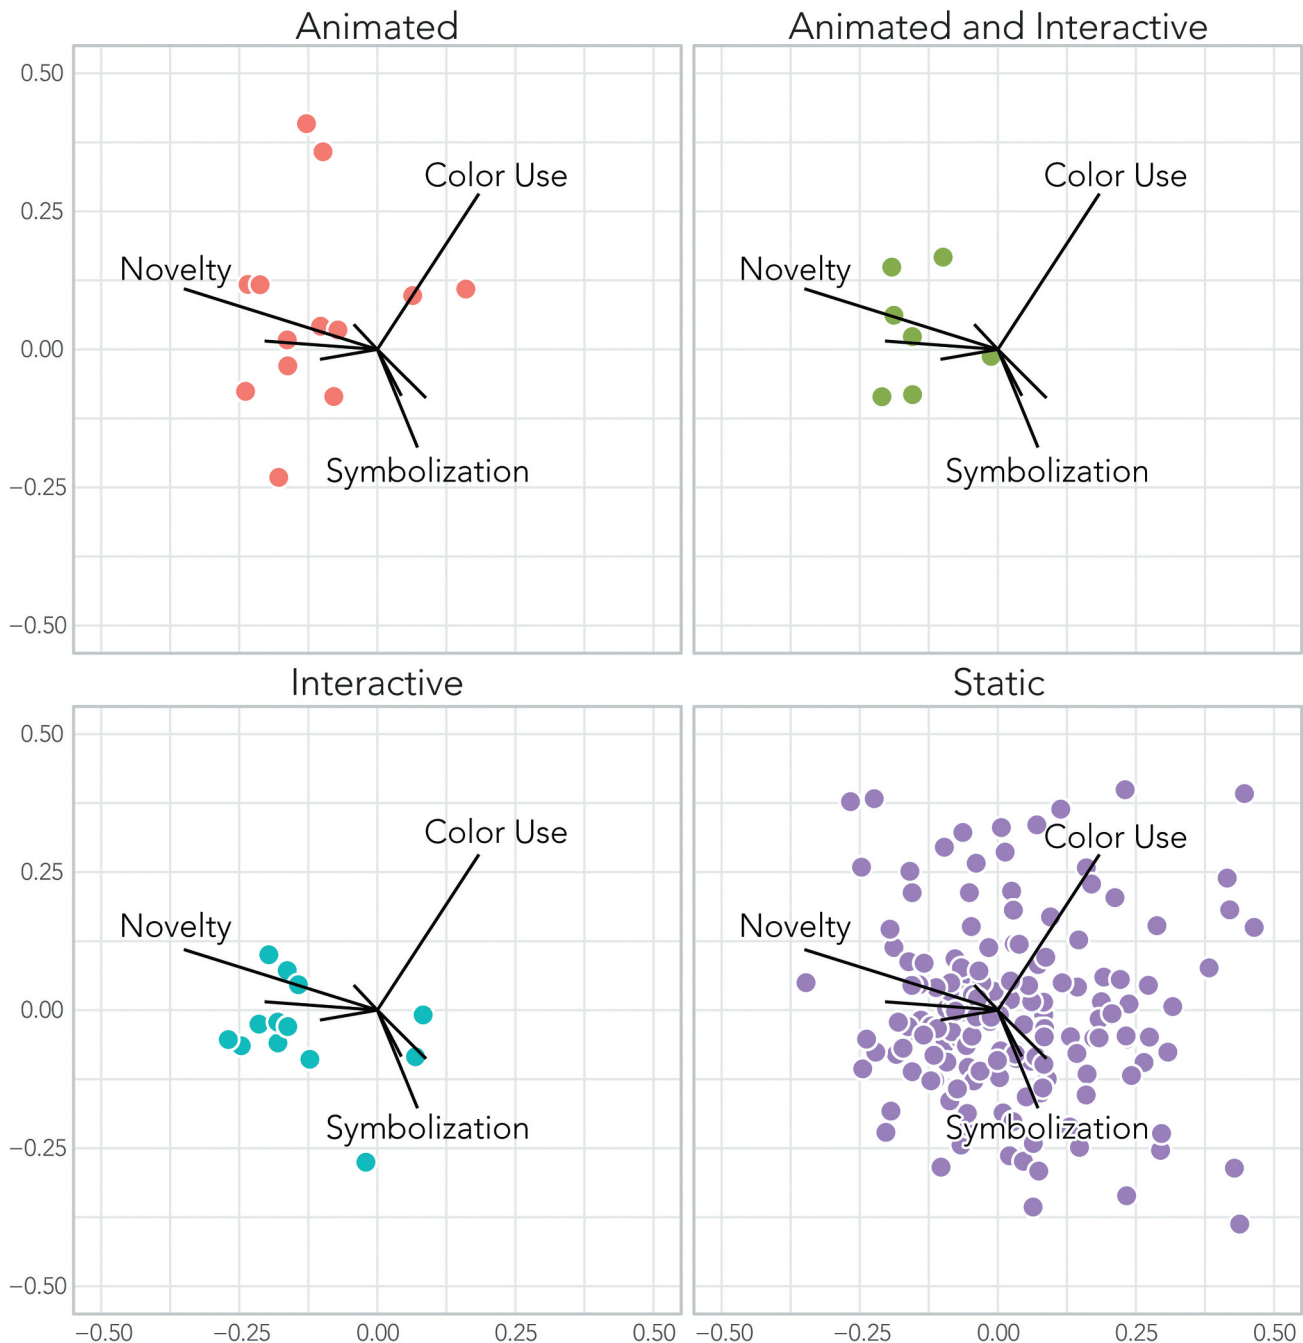 Animated
Animated and Interactive
0.50
0.25
0.00
−0.25
−0.50
Color Use
Novelty
Symbolization
Color Use
Novelty
Symbolization
Interactive
Static
0.50
0.25
0.00
−0.25
−0.50
Color Use
Novelty
Symbolization
Color Use
Novelty
Symbolization
−0.50 −0.25 0.00 0.25 0.50
−0.50 −0.25 0.00 0.25 0.50